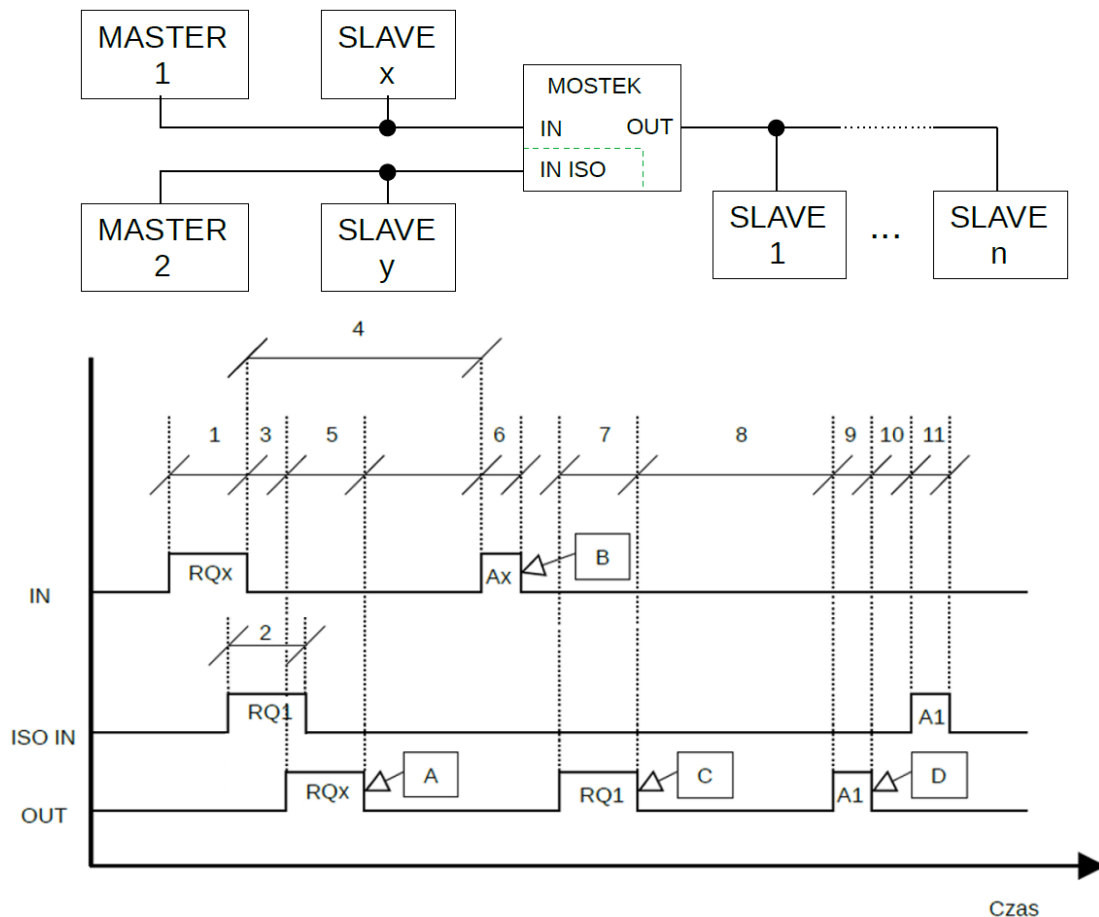 MASTER
1
SLAVE
x
MOSTEK
IN
OUT
IN ISO
MASTER
2
SLAVE
y
SLAVE
1
...
SLAVE
n
4
1
3
5
6
7
8
9
10
11
RQx
Ax
B
IN
2
RQ1
A1
ISO IN
RQx
A
RQ1
C
A1
D
OUT
Czas